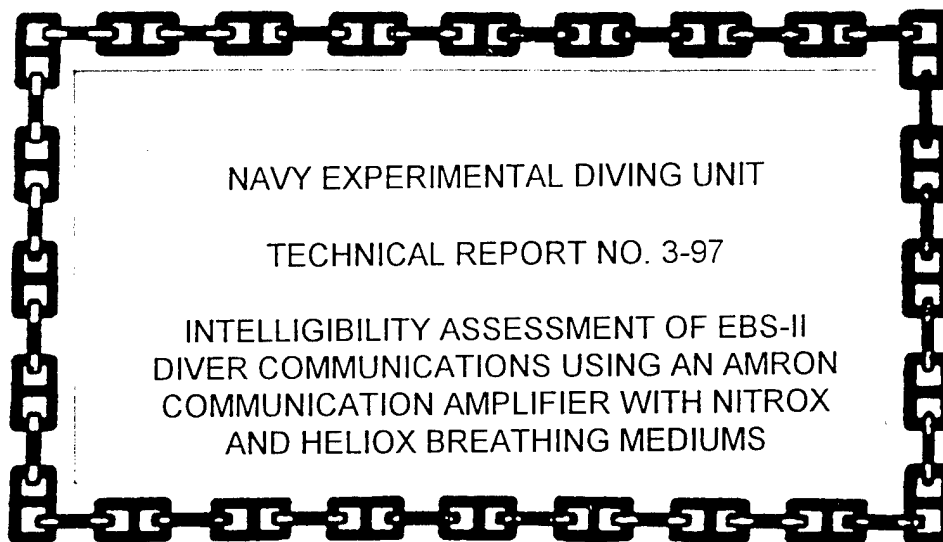 NAVY EXPERIMENTAL DIVING UNIT
TECHNICAL REPORT NO. 3-97
INTELLIGIBILITY ASSESSMENT OF EBS-II
DIVER COMMUNICATIONS USING AN AMRON
COMMUNICATION AMPLIFIER WITH NITROX
AND HELIOX BREATHING MEDIUMS